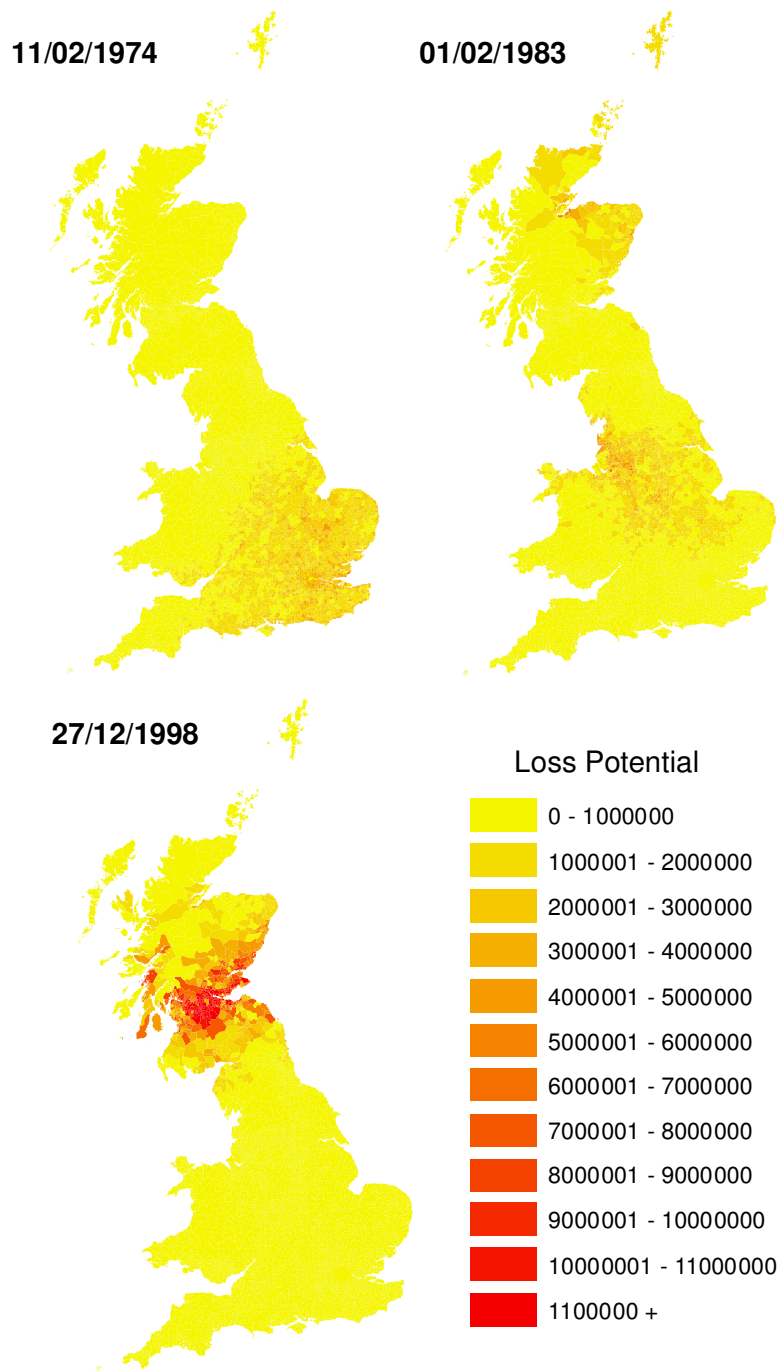 11/02/1974
01/02/1983
27/12/1998
Loss Potential
0 - 1000000
1000001 - 2000000
2000001 - 3000000
3000001 - 4000000
4000001 - 5000000
5000001 - 6000000
6000001 - 7000000
7000001 - 8000000
8000001 - 9000000
9000001 - 10000000
10000001 - 11000000
1100000 +